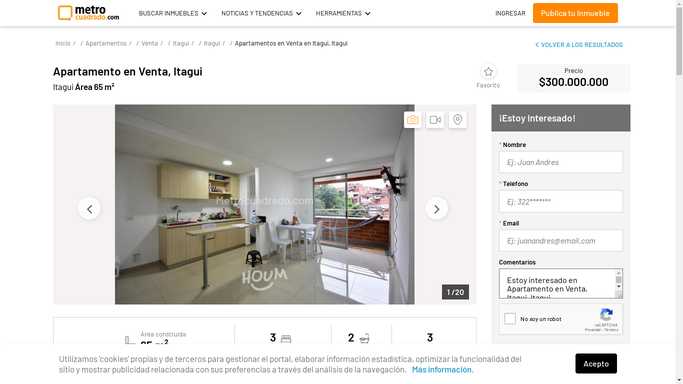 metro
cuadrado.com
BUSCAR INMUEBLES
NOTICIAS Y TENDENCIAS
HERRAMIENTAS
INGRESAR
Publica tu Inmueble
Inicio / / Apartamentos / / Venta / / Itagui / / Itagui / / Apartamentos en Venta en Itagui, Itagui
VOLVER A LOS RESULTADOS
Apartamento en Venta, Itagui
Itagui Área 65 m²
Favorito
Precio
$300.000.000
Metrocuadrado.com
HOUM
1 / 20
¡Estoy Interesado!
* Nombre
Ej: Juan Andres
* Teléfono
Ej: 322*******
* Email
Ej: juanandres@email.com
Comentarios
Estoy interesado en
Apartamento en Venta,
Itagui, Itagui
No soy un robot
reCAPTCHA
Privacidad - Términos
Área construida
65 m²
3
2
3
Utilizamos 'cookies' propias y de terceros para gestionar el portal, elaborar información estadística, optimizar la funcionalidad del
sitio y mostrar publicidad relacionada con sus preferencias a través del análisis de la navegación. Más información.
Acepto